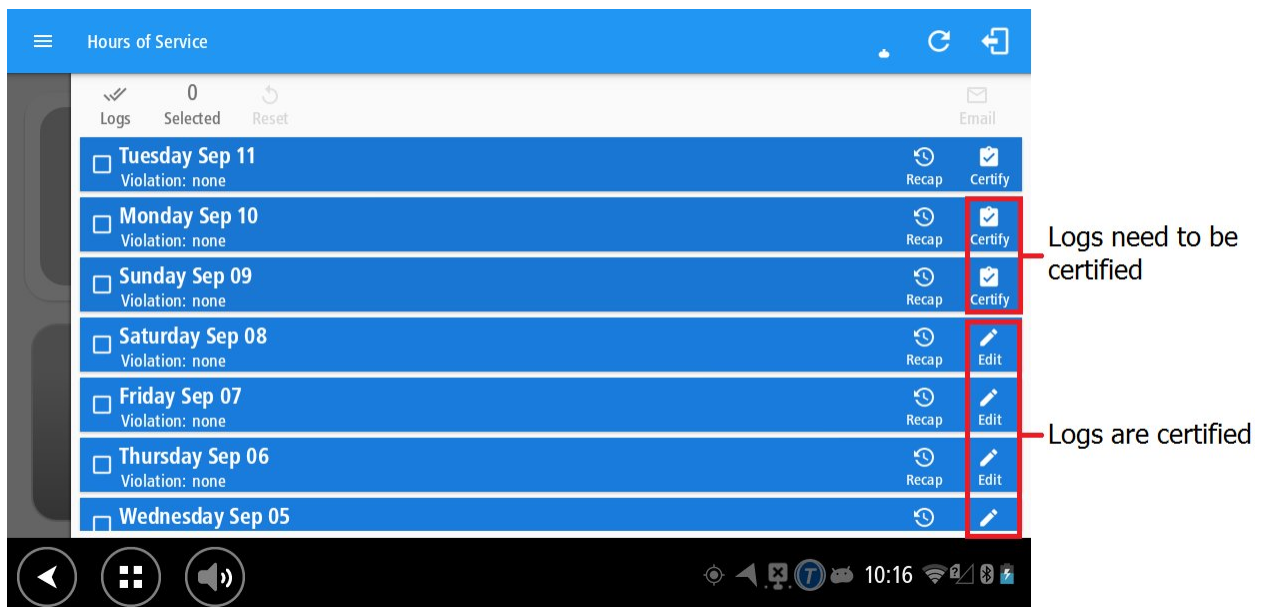 Hours of Service
0
Logs Selected Reset Email
Tuesday Sep 11
Violation: none
Recap Certify
Monday Sep 10
Violation: none
Recap Certify
Sunday Sep 09
Violation: none
Recap Certify
Logs need to be
certified
Saturday Sep 08
Violation: none
Recap Edit
Friday Sep 07
Violation: none
Recap Edit
Logs are certified
Thursday Sep 06
Violation: none
Recap Edit
Wednesday Sep 05
T
10:16